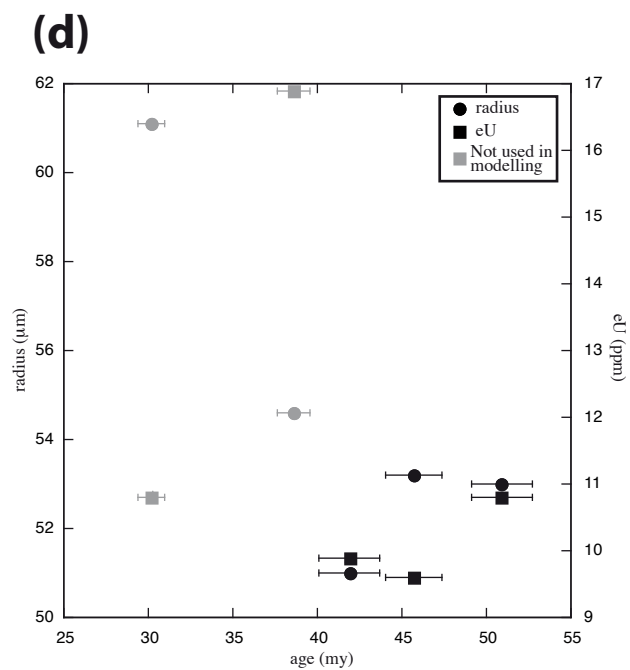 (d)
62
60
58
56
54
52
50
radius (μm)
17
16
15
14
13
12
11
10
9
eU (ppm)
radius
eU
Not used in
modelling
25
30
35
40
45
50
55
age (my)